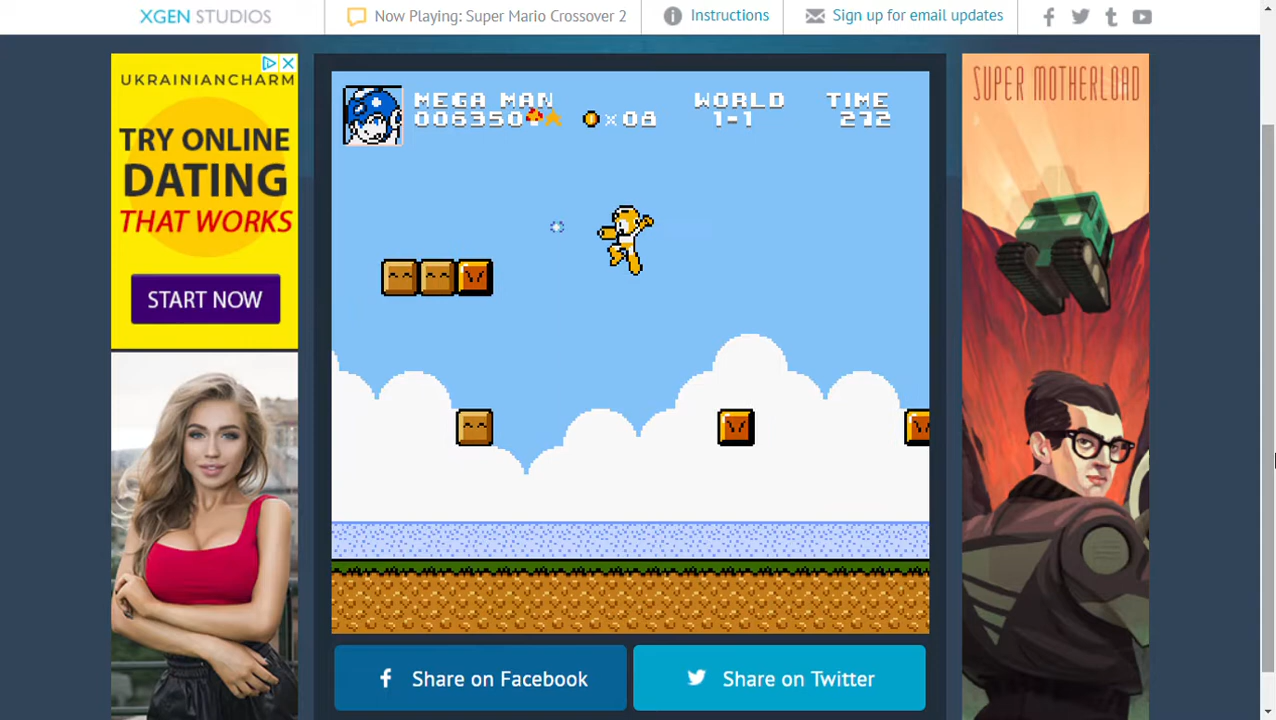 XGEN STUDIOS
Now Playing: Super Mario Crossover 2
Instructions
Sign up for email updates
UKRAINIANCHARM
TRY ONLINE
DATING
THAT WORKS
START NOW
MEGA MAN
006350
×08
WORLD
1-1
TIME
272
SUPER MOTHERLOAD
Share on Facebook
Share on Twitter